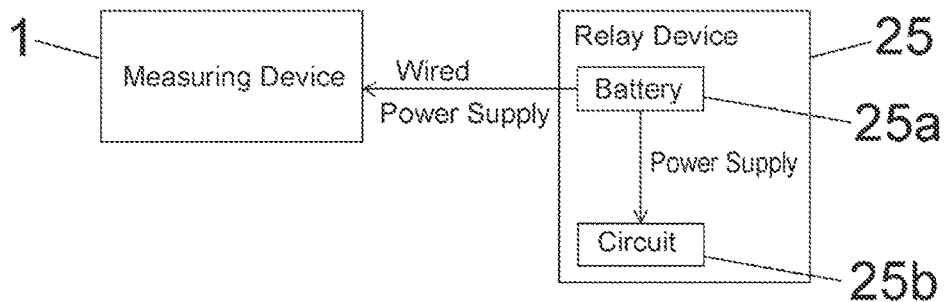 1
Measuring Device
Wired
Power Supply
Relay Device
25
Battery
25a
Power Supply
Circuit
25b